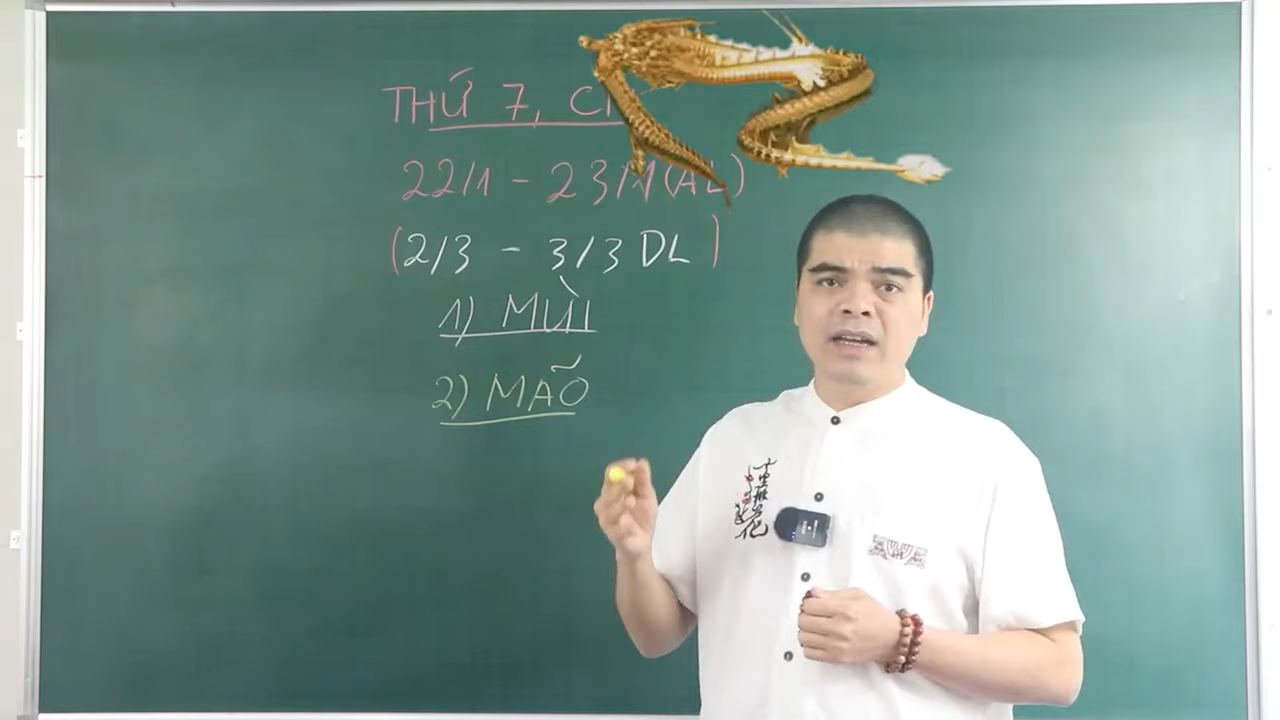 THỨ 7, C
22/1 - 23/1 (AL)
(2/3 - 3/3 DL)
1) MÙI
2) MÃO